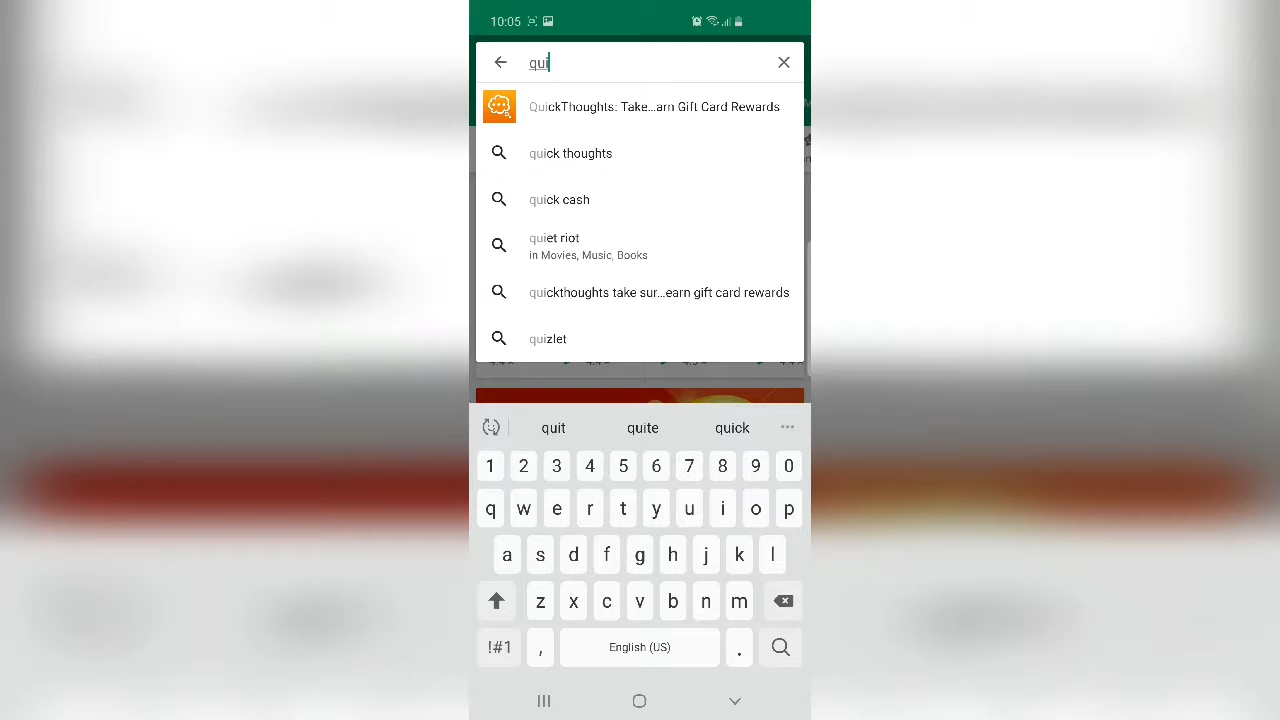 10:05
qui
QuickThoughts: Take...arn Gift Card Rewards
quick thoughts
quick cash
quiet riot
in Movies, Music, Books
quickthoughts take sur...earn gift card rewards
quizlet
quit quite quick
1 2 3 4 5 6 7 8 9 0
q w e r t y u i o p
a s d f g h j k l
z x c v b n m
!#1 , English (US) .